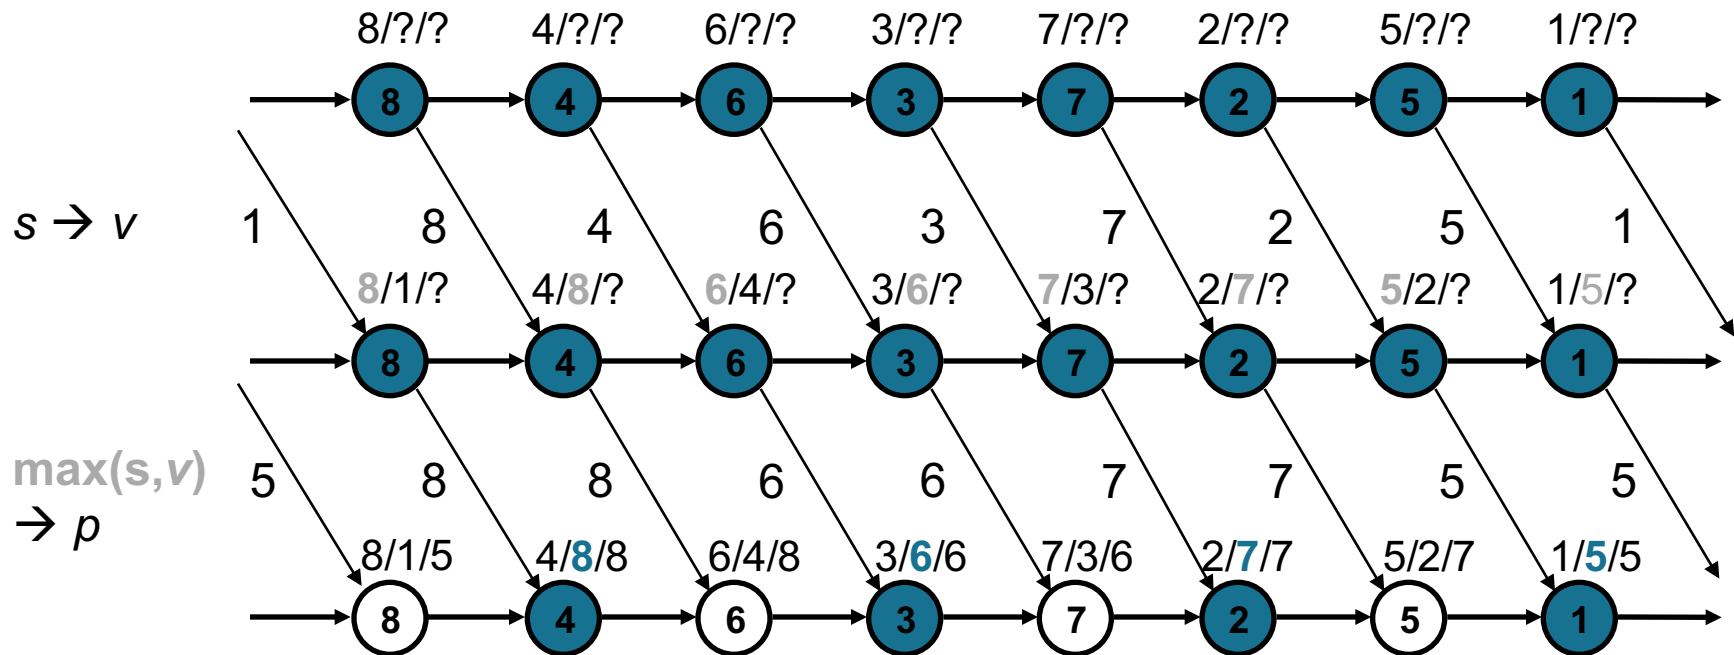 8/?/? 4/?/? 6/?/? 3/?/? 7/?/? 2/?/? 5/?/? 1/?/?
8 4 6 3 7 2 5 1
s → v 1 8 4 6 3 7 2 5 1
8/1/? 4/8/? 6/4/? 3/6/? 7/3/? 2/7/? 5/2/? 1/5/?
8 4 6 3 7 2 5 1
max(s,v)
→ p
5 8 8 6 6 7 7 5 5
8/1/5 4/8/8 6/4/8 3/6/6 7/3/6 2/7/7 5/2/7 1/5/5
8 4 6 3 7 2 5 1